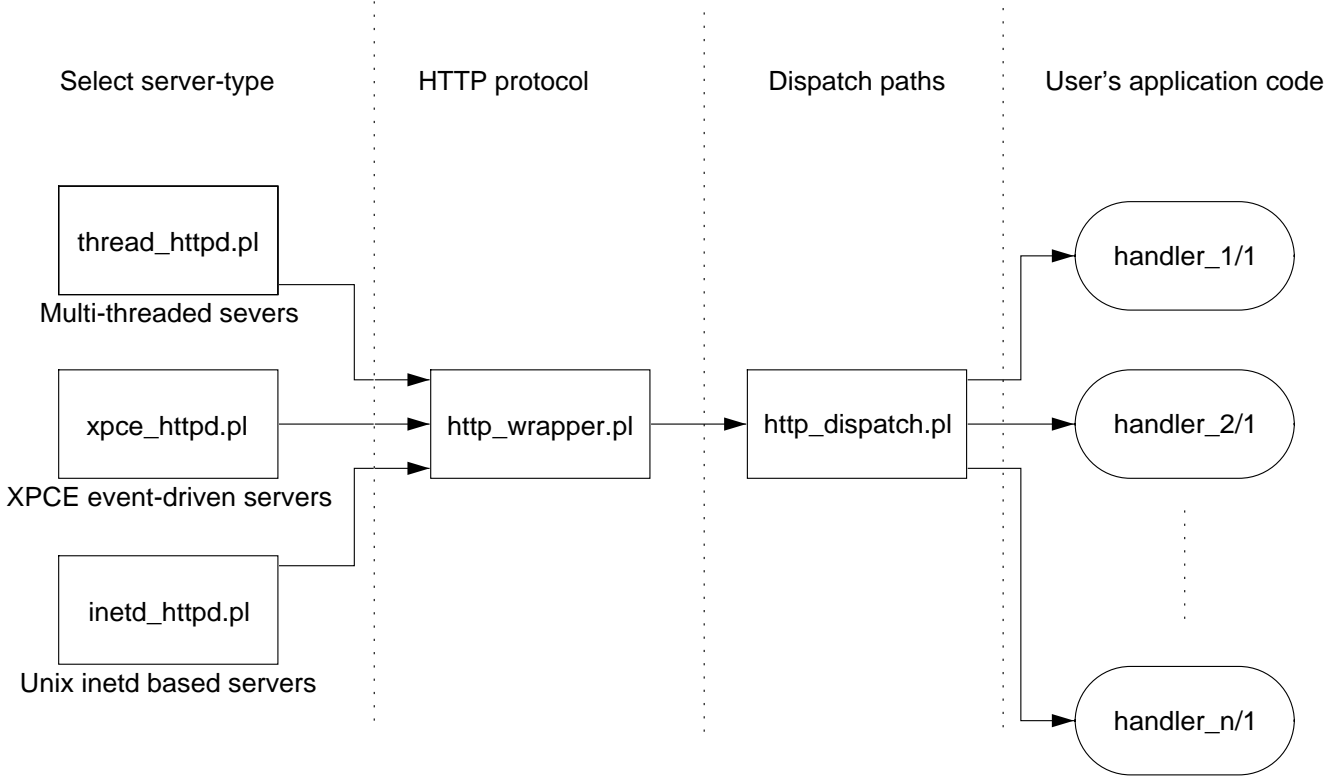 Select server-type
HTTP protocol
Dispatch paths
User's application code
thread_httpd.pl
Multi-threaded severs
xpce_httpd.pl
XPCE event-driven servers
inetd_httpd.pl
Unix inetd based servers
http_wrapper.pl
http_dispatch.pl
handler_1/1
handler_2/1
handler_n/1